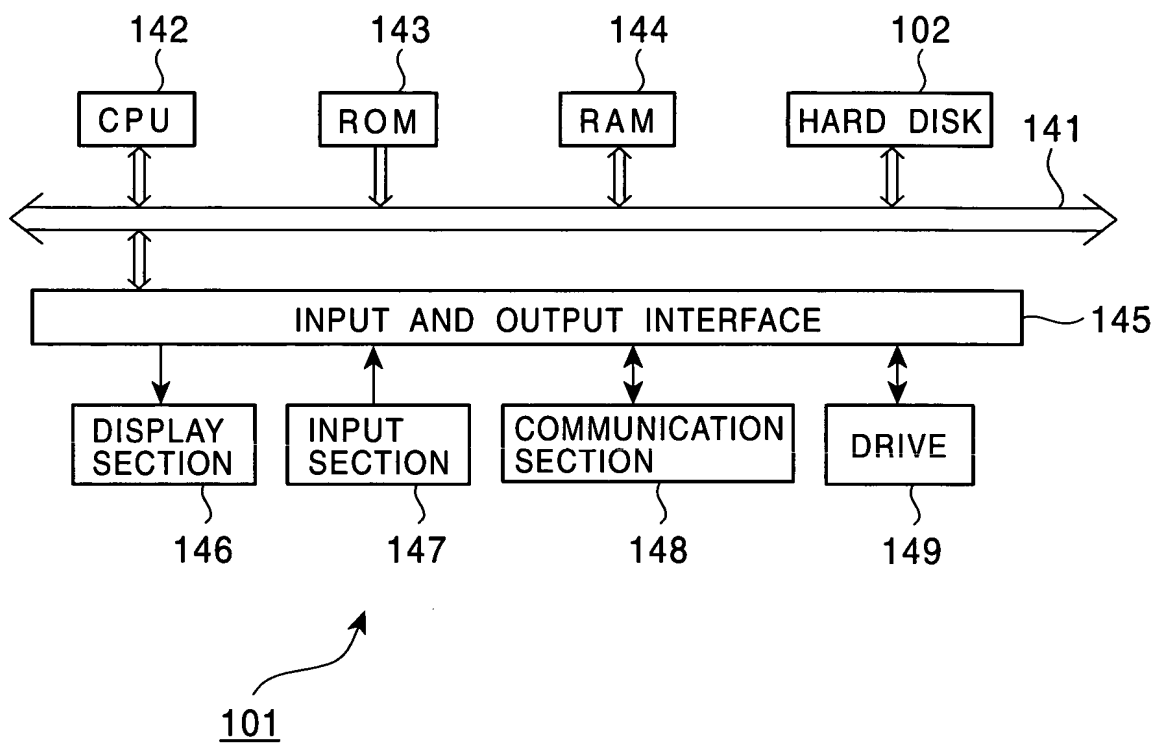 142 143 144 102
CPU ROM RAM HARD DISK
141
INPUT AND OUTPUT INTERFACE
145
DISPLAY
SECTION
INPUT
SECTION
COMMUNICATION
SECTION
DRIVE
146 147 148 149
101